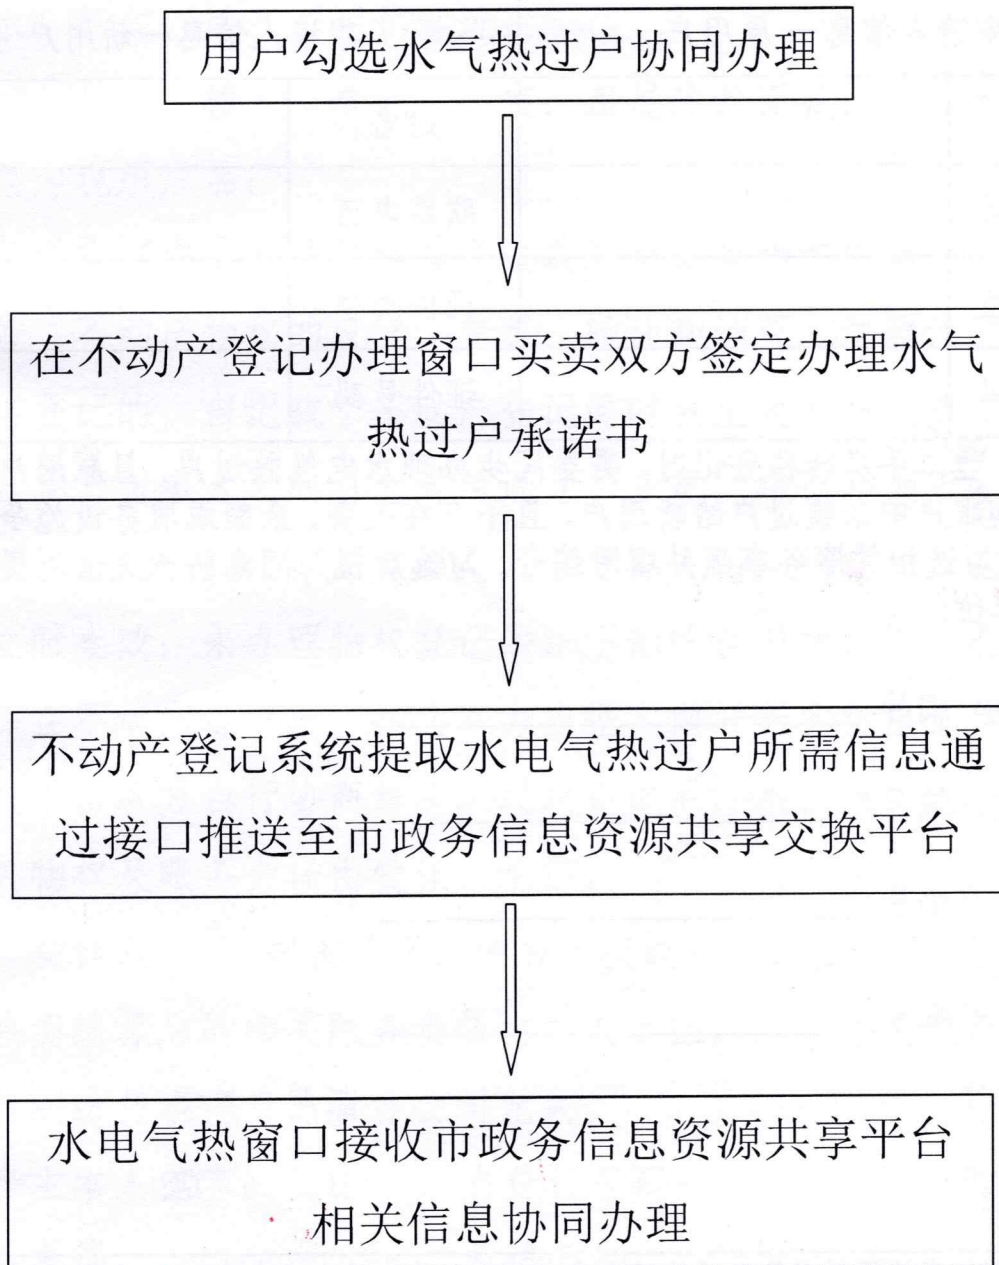 用户勾选水气热过户协同办理
在不动产登记办理窗口买卖双方签定办理水气
热过户承诺书
不动产登记系统提取水电气热过户所需信息通
过接口推送至市政务信息资源共享交换平台
水电气热窗口接收市政务信息资源共享平台
相关信息协同办理